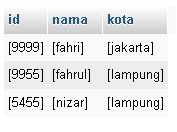 id nama kota
[9999] [fahri] [jakarta]
[9955] [fahrul] [lampung]
[5455] [nizar] [lampung]